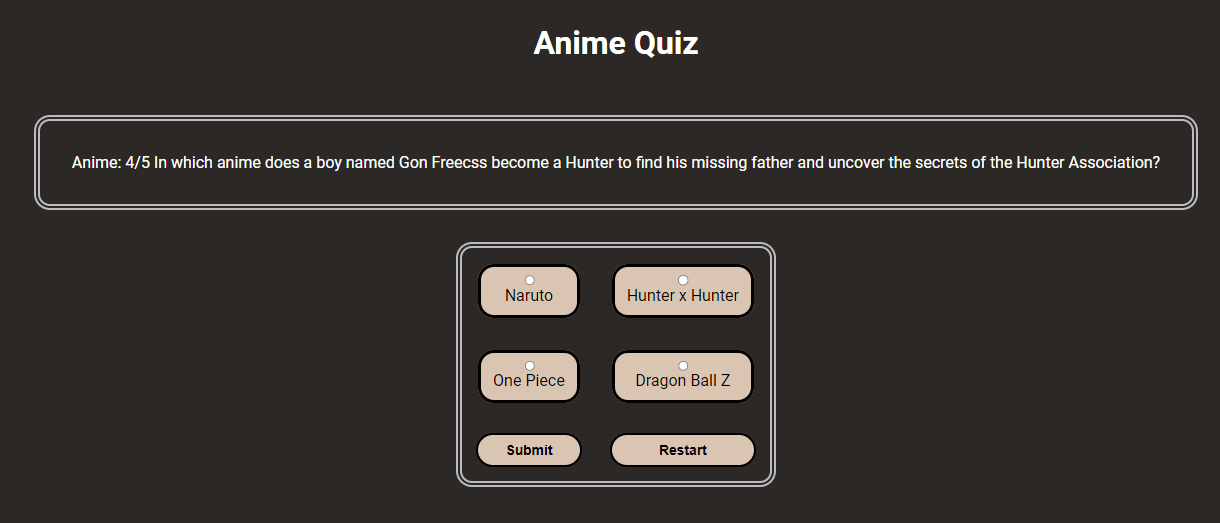 Anime Quiz
Anime: 4/5 In which anime does a boy named Gon Freecss become a Hunter to find his missing father and uncover the secrets of the Hunter Association?
Naruto
Hunter x Hunter
One Piece
Dragon Ball Z
Submit
Restart